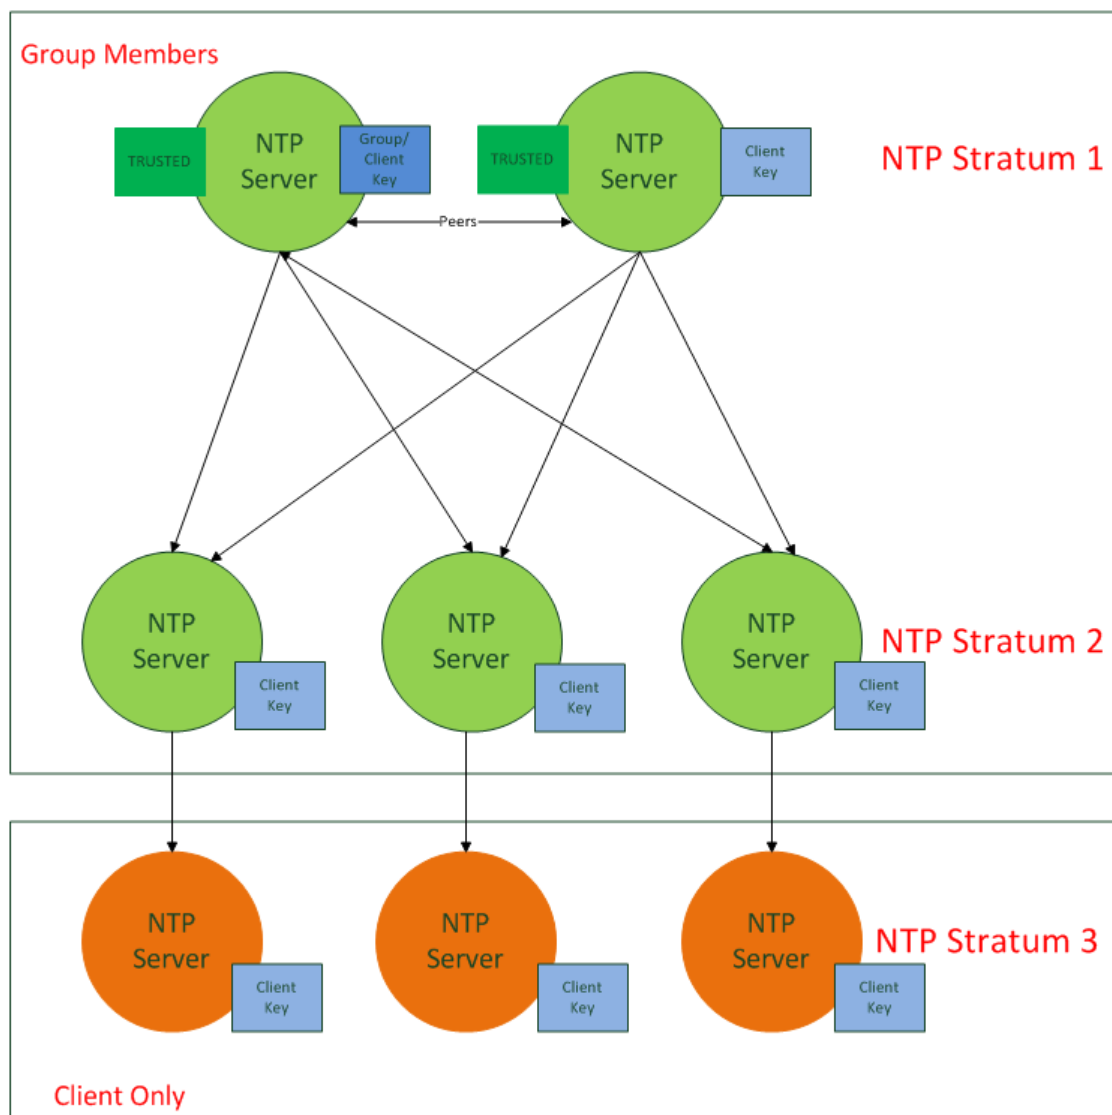 Group Members
TRUSTED
NTP
Server
Group/
Client
Key
TRUSTED
NTP
Server
Client
Key
NTP Stratum 1
Peers
NTP
Server
Client
Key
NTP
Server
Client
Key
NTP
Server
Client
Key
NTP Stratum 2
NTP
Server
Client
Key
NTP
Server
Client
Key
NTP
Server
Client
Key
NTP Stratum 3
Client Only